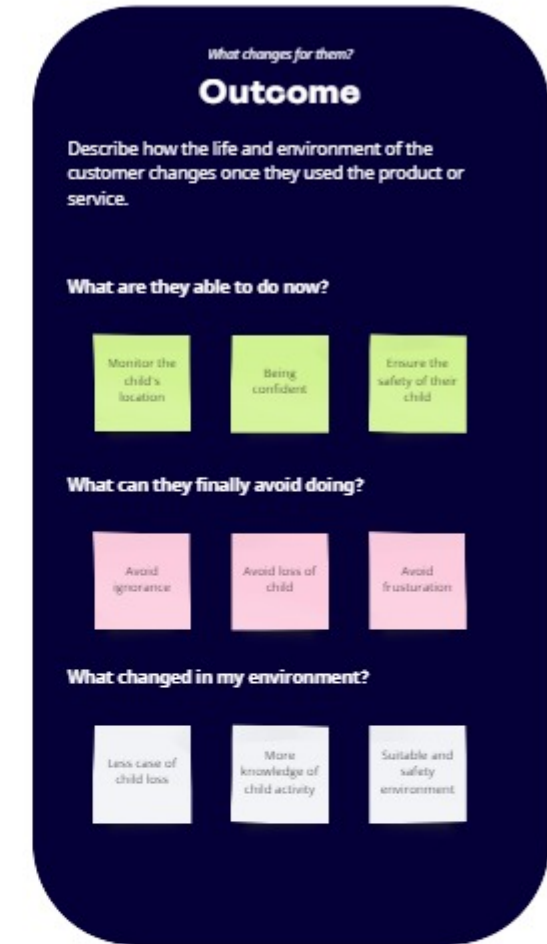 What changes for them?
Outcome
Describe how the life and environment of the
customer changes once they used the product or
service.
What are they able to do now?
Monitor the
child's
location
Being
confident
Ensure the
safety of their
child
What can they finally avoid doing?
Avoid
ignorance
Avoid loss of
child
Avoid
frusturation
What changed in my environment?
Less case of
child loss
More
knowledge of
child activity
Suitable and
safety
environment